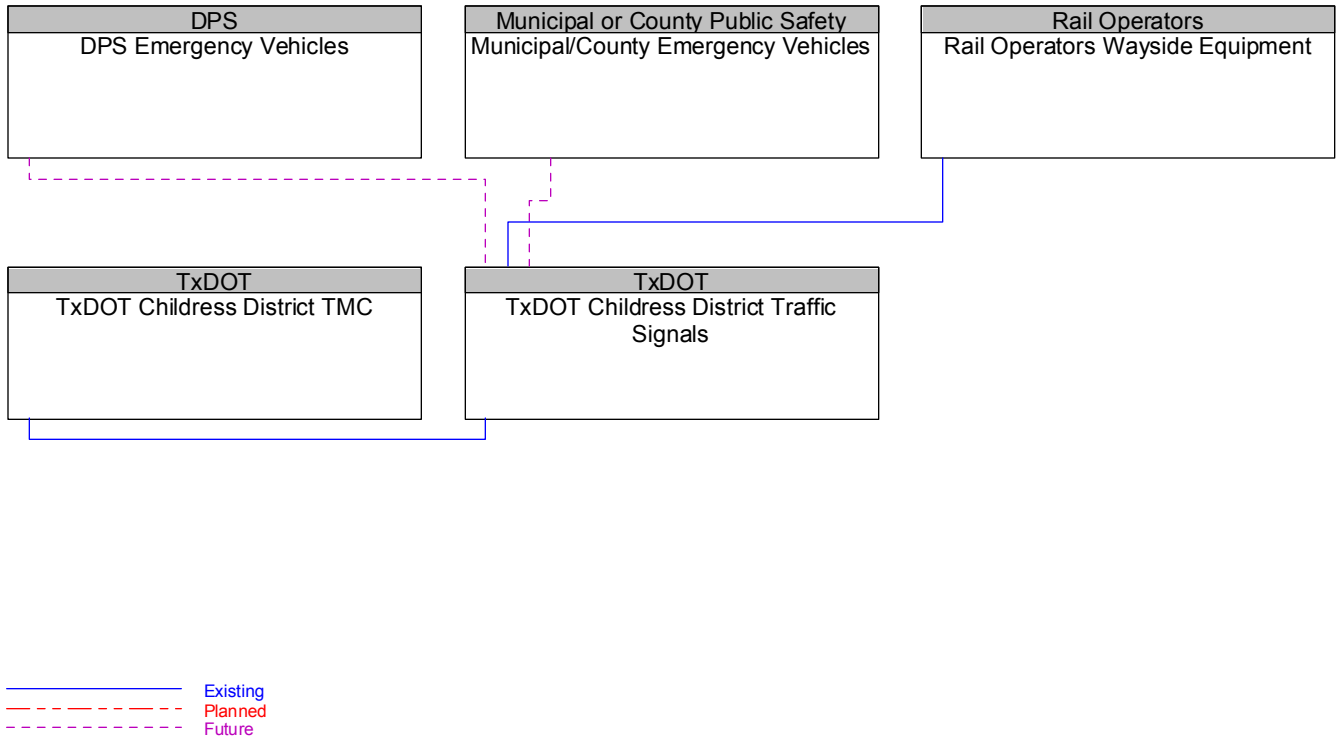 DPS
DPS Emergency Vehicles
Municipal or County Public Safety
Municipal/County Emergency Vehicles
Rail Operators
Rail Operators Wayside Equipment
TxDOT
TxDOT Childress District TMC
TxDOT
TxDOT Childress District Traffic
Signals
Existing
Planned
Future